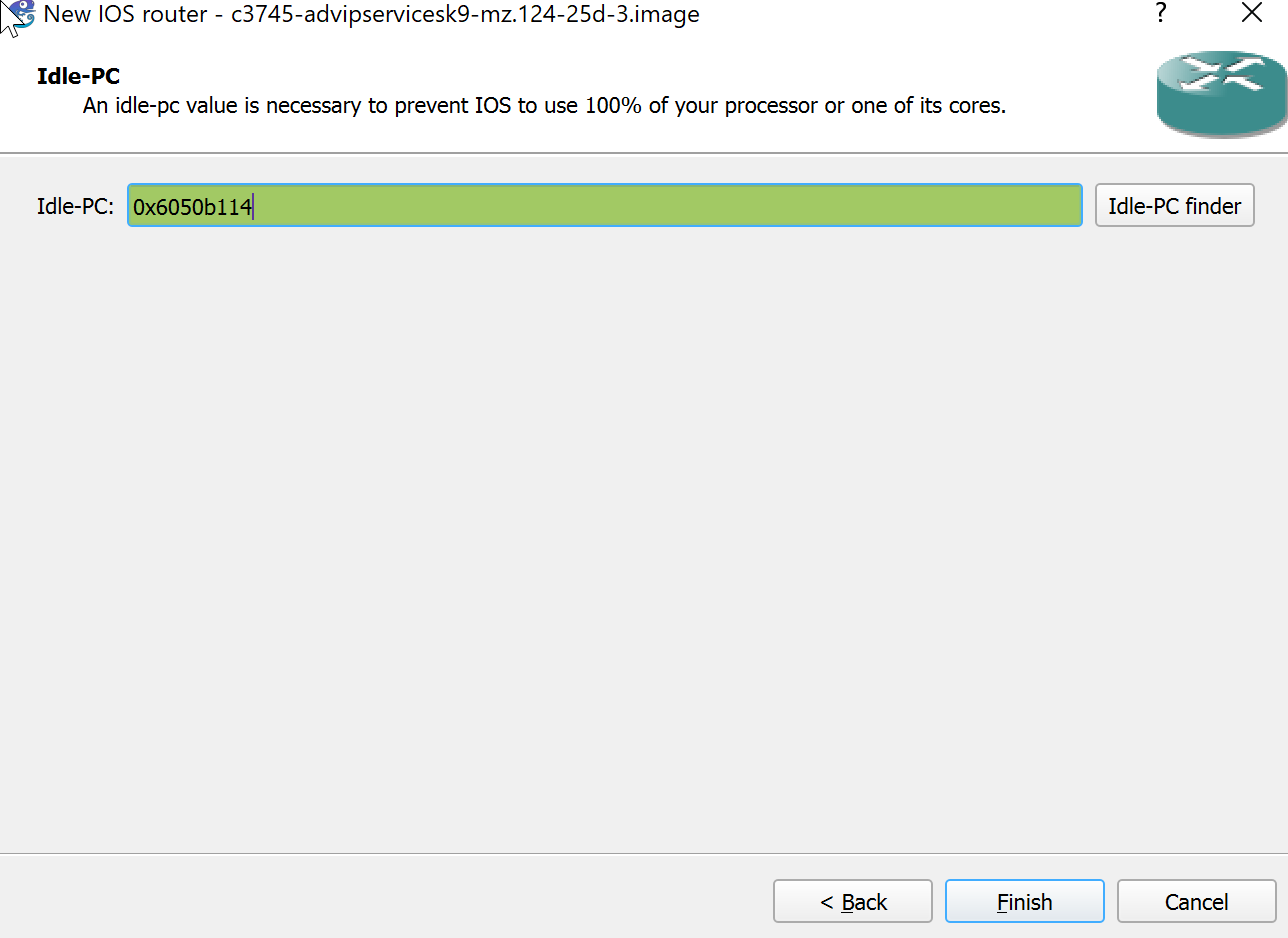 New IOS router - c3745-advipservicesk9-mz.124-25d-3.image
?
Idle-PC
An idle-pc value is necessary to prevent IOS to use 100% of your processor or one of its cores.
Idle-PC: 0x6050b114 Idle-PC finder
< Back Finish Cancel